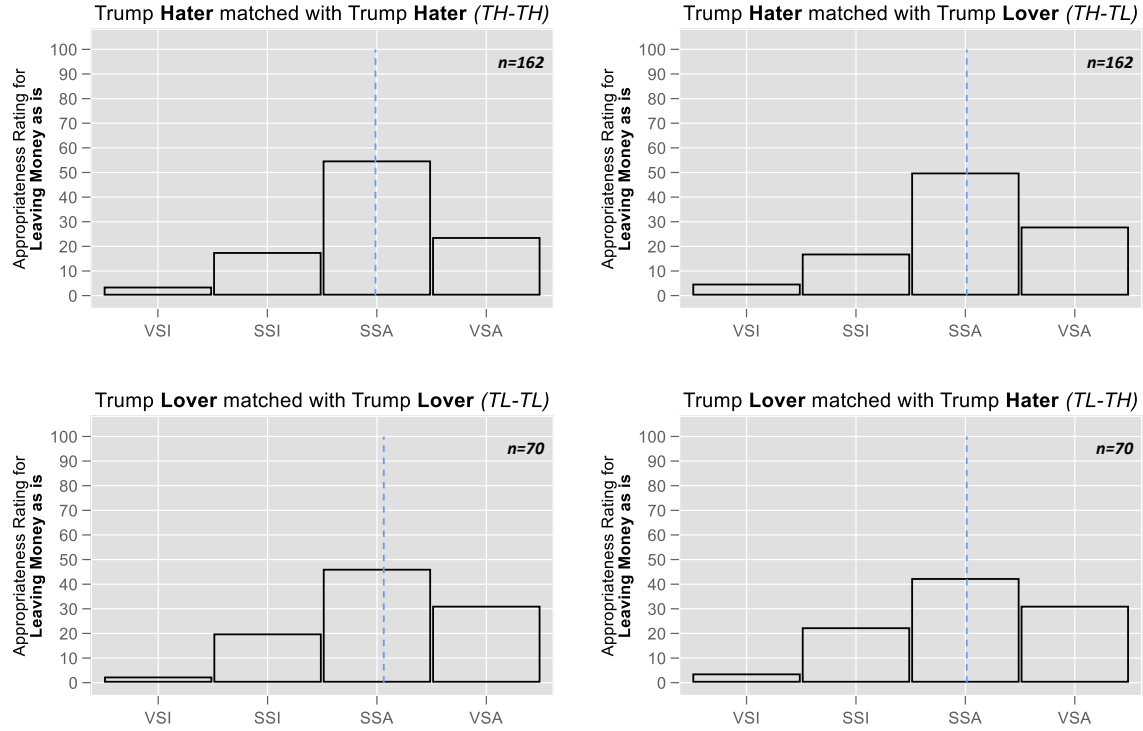 Trump Hater matched with Trump Hater (TH-TH)
Appropriateness Rating for
Leaving Money as is
100
90
80
70
60
50
40
30
20
10
0
n=162
VSI SSI SSA VSA
Trump Hater matched with Trump Lover (TH-TL)
Appropriateness Rating for
Leaving Money as is
100
90
80
70
60
50
40
30
20
10
0
n=162
VSI SSI SSA VSA
Trump Lover matched with Trump Lover (TL-TL)
Appropriateness Rating for
Leaving Money as is
100
90
80
70
60
50
40
30
20
10
0
n=70
VSI SSI SSA VSA
Trump Lover matched with Trump Hater (TL-TH)
Appropriateness Rating for
Leaving Money as is
100
90
80
70
60
50
40
30
20
10
0
n=70
VSI SSI SSA VSA